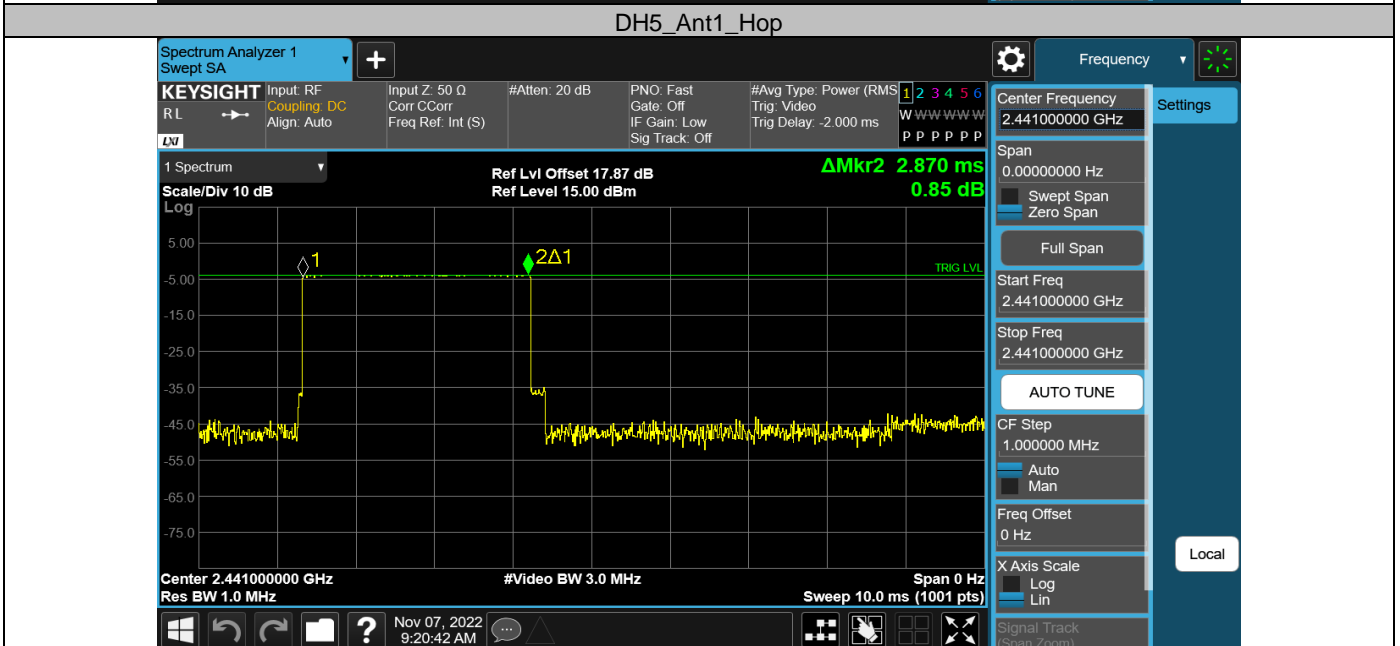 DH5_Ant1_Hop
Spectrum Analyzer 1
Swept SA
Frequency
KEYSIGHT
RL
LXI
Input: RF
Coupling: DC
Align: Auto
Input Z: 50 Ω
Corr CCorr
Freq Ref: Int (S)
#Atten: 20 dB
PNO: Fast
Gate: Off
IF Gain: Low
Sig Track: Off
#Avg Type: Power (RMS
Trig: Video
Trig Delay: -2.000 ms
1 2 3 4 5 6
W W W W W W
P P P P P P
1 Spectrum
Scale/Div 10 dB
Log
Ref Lvl Offset 17.87 dB
Ref Level 15.00 dBm
ΔMkr2 2.870 ms
0.85 dB
5.00
-5.00
-15.0
-25.0
-35.0
-45.0
-55.0
-65.0
-75.0
1
2Δ1
TRIG LVL
Center 2.441000000 GHz
Res BW 1.0 MHz
#Video BW 3.0 MHz
Span 0 Hz
Sweep 10.0 ms (1001 pts)
?
Nov 07, 2022
9:20:42 AM
Center Frequency
2.441000000 GHz
Settings
Span
0.00000000 Hz
Swept Span
Zero Span
Full Span
Start Freq
2.441000000 GHz
Stop Freq
2.441000000 GHz
AUTO TUNE
CF Step
1.000000 MHz
Auto
Man
Freq Offset
0 Hz
X Axis Scale
Log
Lin
Local
Signal Track
(Span Zoom)